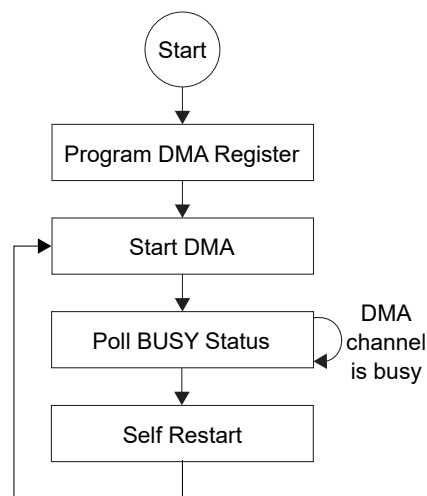 Start
Program DMA Register
Start DMA
Poll BUSY Status
DMA
channel
is busy
Self Restart